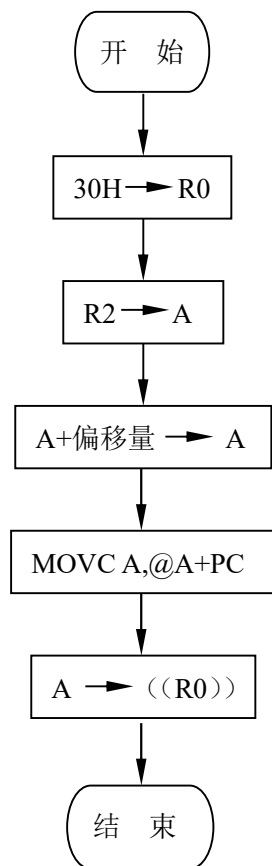 开 始
30H → R0
R2 → A
A+偏移量 → A
MOVC A,@A+PC
A → （（R0））
结 束